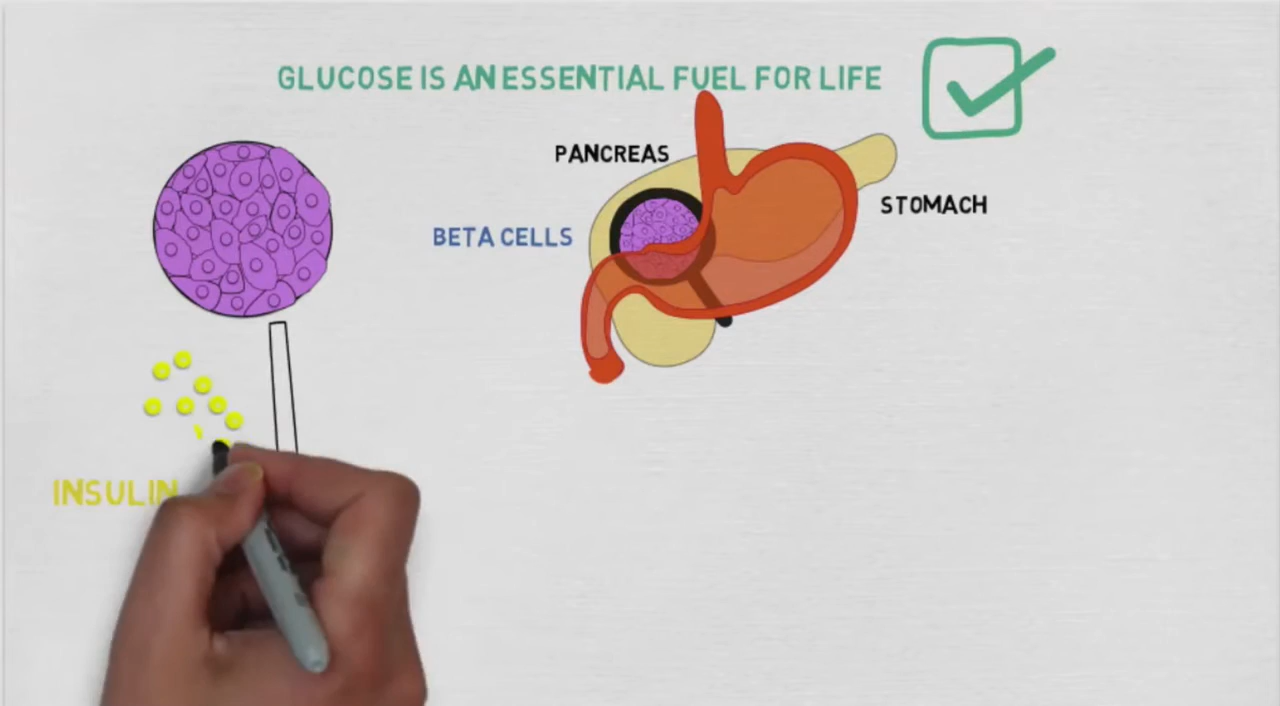 GLUCOSE IS AN ESSENTIAL FUEL FOR LIFE
PANCREAS
STOMACH
BETA CELLS
INSULIN